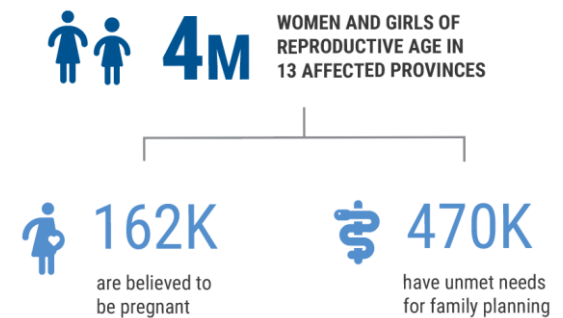 4M
WOMEN AND GIRLS OF
REPRODUCTIVE AGE IN
13 AFFECTED PROVINCES
162K
are believed to
be pregnant
470K
have unmet needs
for family planning